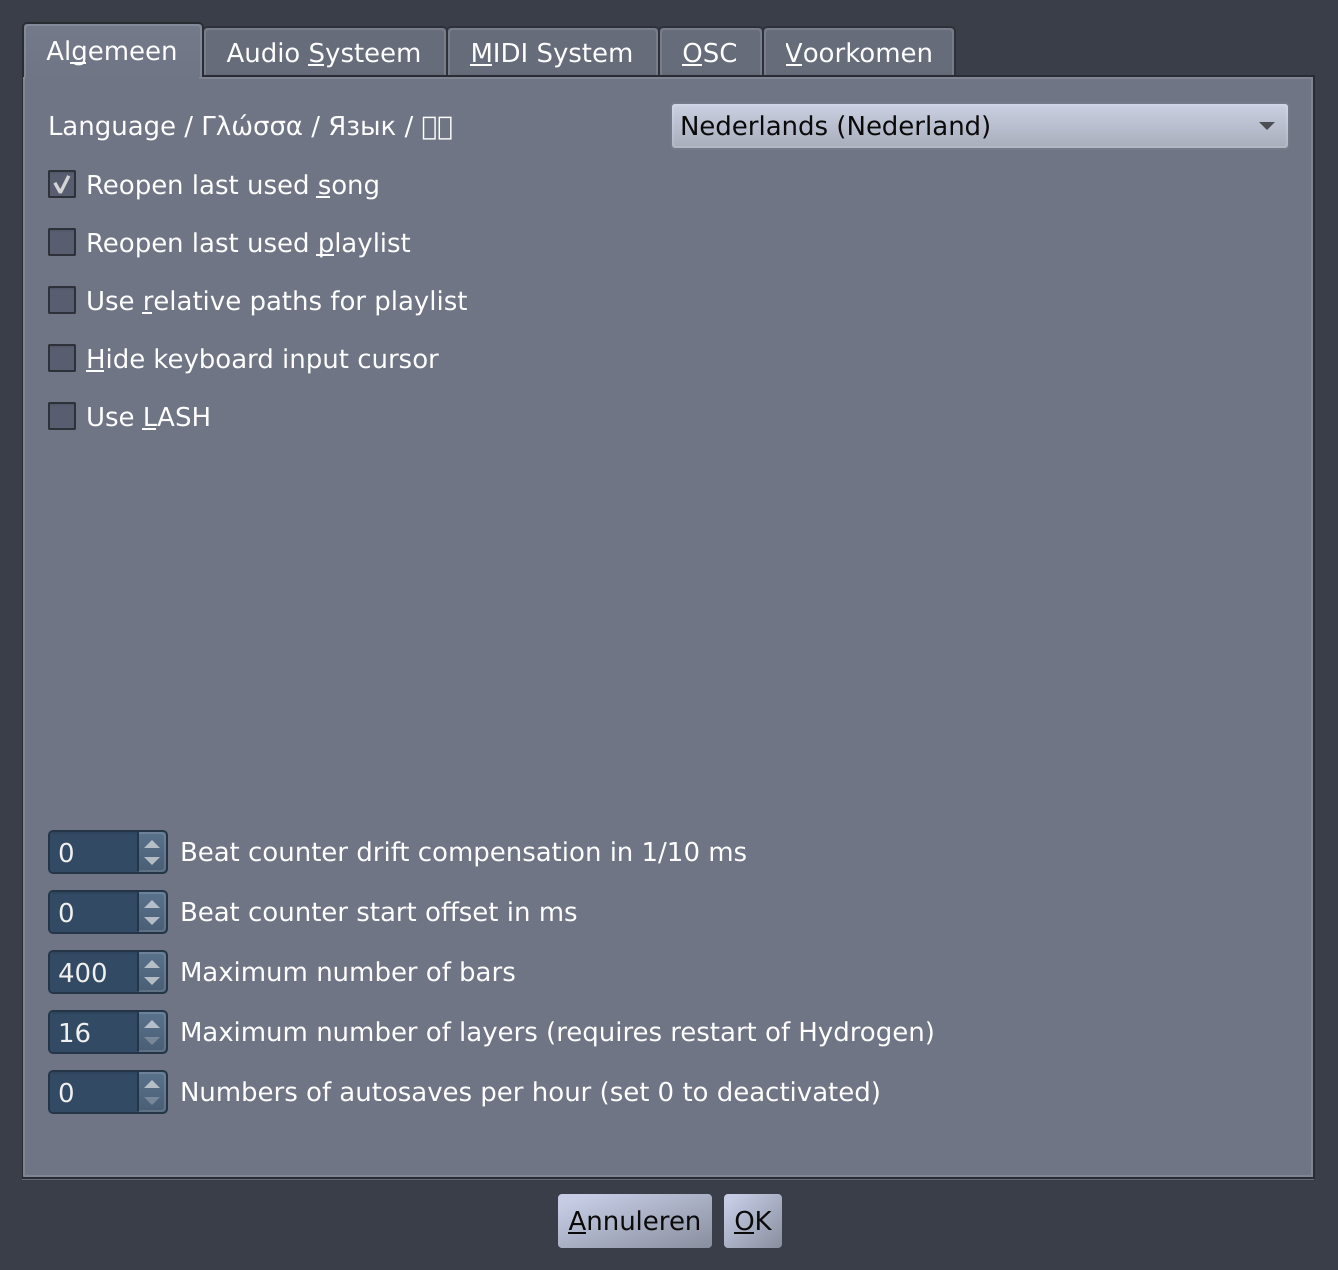 Algemeen Audio Systeem MIDI System OSC Voorkomen
Language / Γλώσσα / Язык / Nederlands (Nederland)
Reopen last used song
Reopen last used playlist
Use relative paths for playlist
Hide keyboard input cursor
Use LASH
0 Beat counter drift compensation in 1/10 ms
0 Beat counter start offset in ms
400 Maximum number of bars
16 Maximum number of layers (requires restart of Hydrogen)
0 Numbers of autosaves per hour (set 0 to deactivated)
Annuleren OK